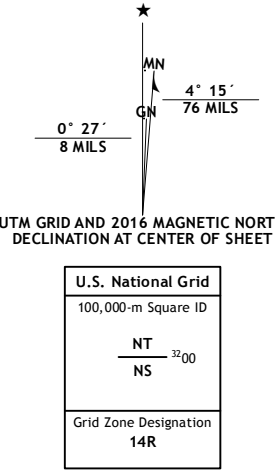 ★
MN
GN
4° 15´
76 MILS
0° 27´
8 MILS
UTM GRID AND 2016 MAGNETIC NORT
DECLINATION AT CENTER OF SHEET
U.S. National Grid
100,000-m Square ID
NT
3200
NS
Grid Zone Designation
14R